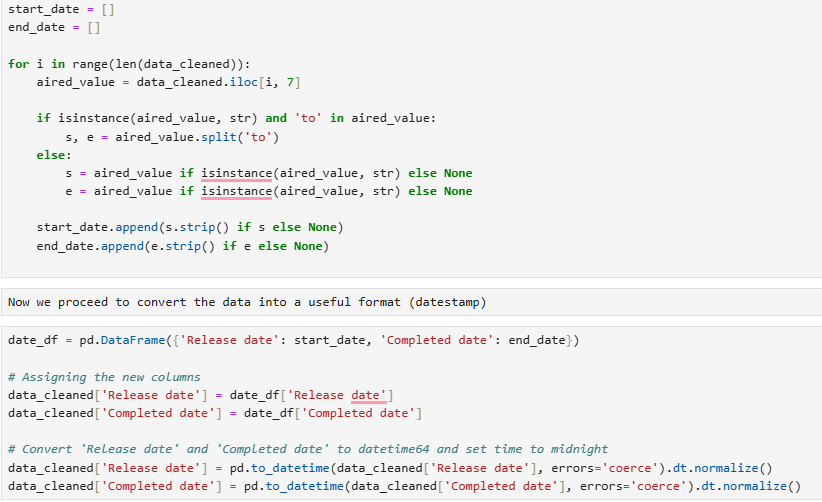 start_date = []
end_date = []
for i in range(len(data_cleaned)):
    aired_value = data_cleaned.iloc[i, 7]
    if isinstance(aired_value, str) and 'to' in aired_value:
        s, e = aired_value.split('to')
    else:
        s = aired_value if isinstance(aired_value, str) else None
        e = aired_value if isinstance(aired_value, str) else None
    start_date.append(s.strip() if s else None)
    end_date.append(e.strip() if e else None)
Now we proceed to convert the data into a useful format (datestamp)
date_df = pd.DataFrame({'Release date': start_date, 'Completed date': end_date})
# Assigning the new columns
data_cleaned['Release date'] = date_df['Release date']
data_cleaned['Completed date'] = date_df['Completed date']
# Convert 'Release date' and 'Completed date' to datetime64 and set time to midnight
data_cleaned['Release date'] = pd.to_datetime(data_cleaned['Release date'], errors='coerce').dt.normalize()
data_cleaned['Completed date'] = pd.to_datetime(data_cleaned['Completed date'], errors='coerce').dt.normalize()